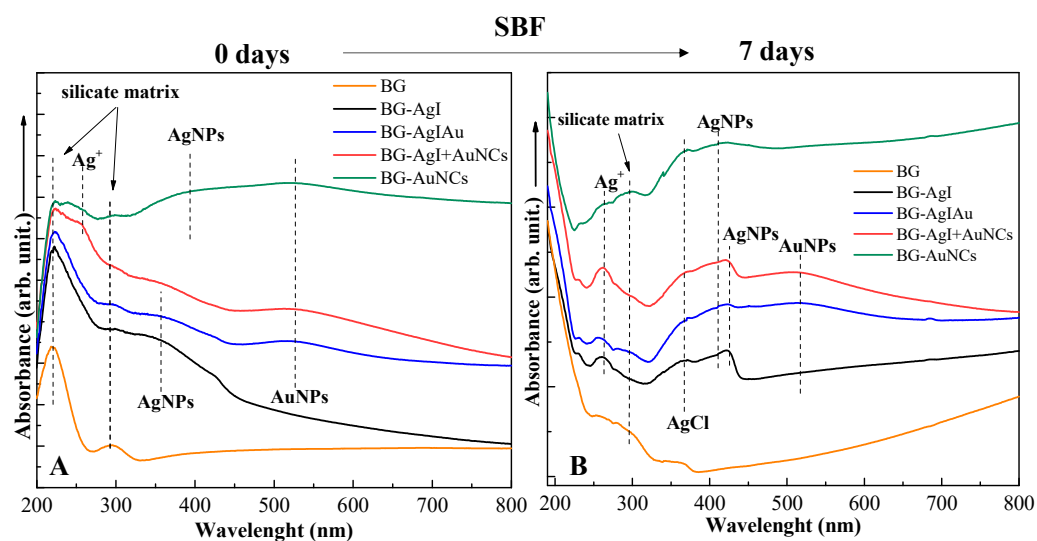 SBF
0 days
7 days
silicate matrix
Ag+
AgNPs
BG
BG-AgI
BG-AgIAu
BG-AgI+AuNCs
BG-AuNCs
AgNPs
AuNPs
A
Absorbance (arb. unit.)
200 300 400 500 600 700 800
Wavelenght (nm)
silicate matrix
AgNPs
Ag+
AgNPs
AuNPs
BG
BG-AgI
BG-AgIAu
BG-AgI+AuNCs
BG-AuNCs
AgCl
B
Absorbance (arb. unit.)
200 300 400 500 600 700 800
Wavelenght (nm)